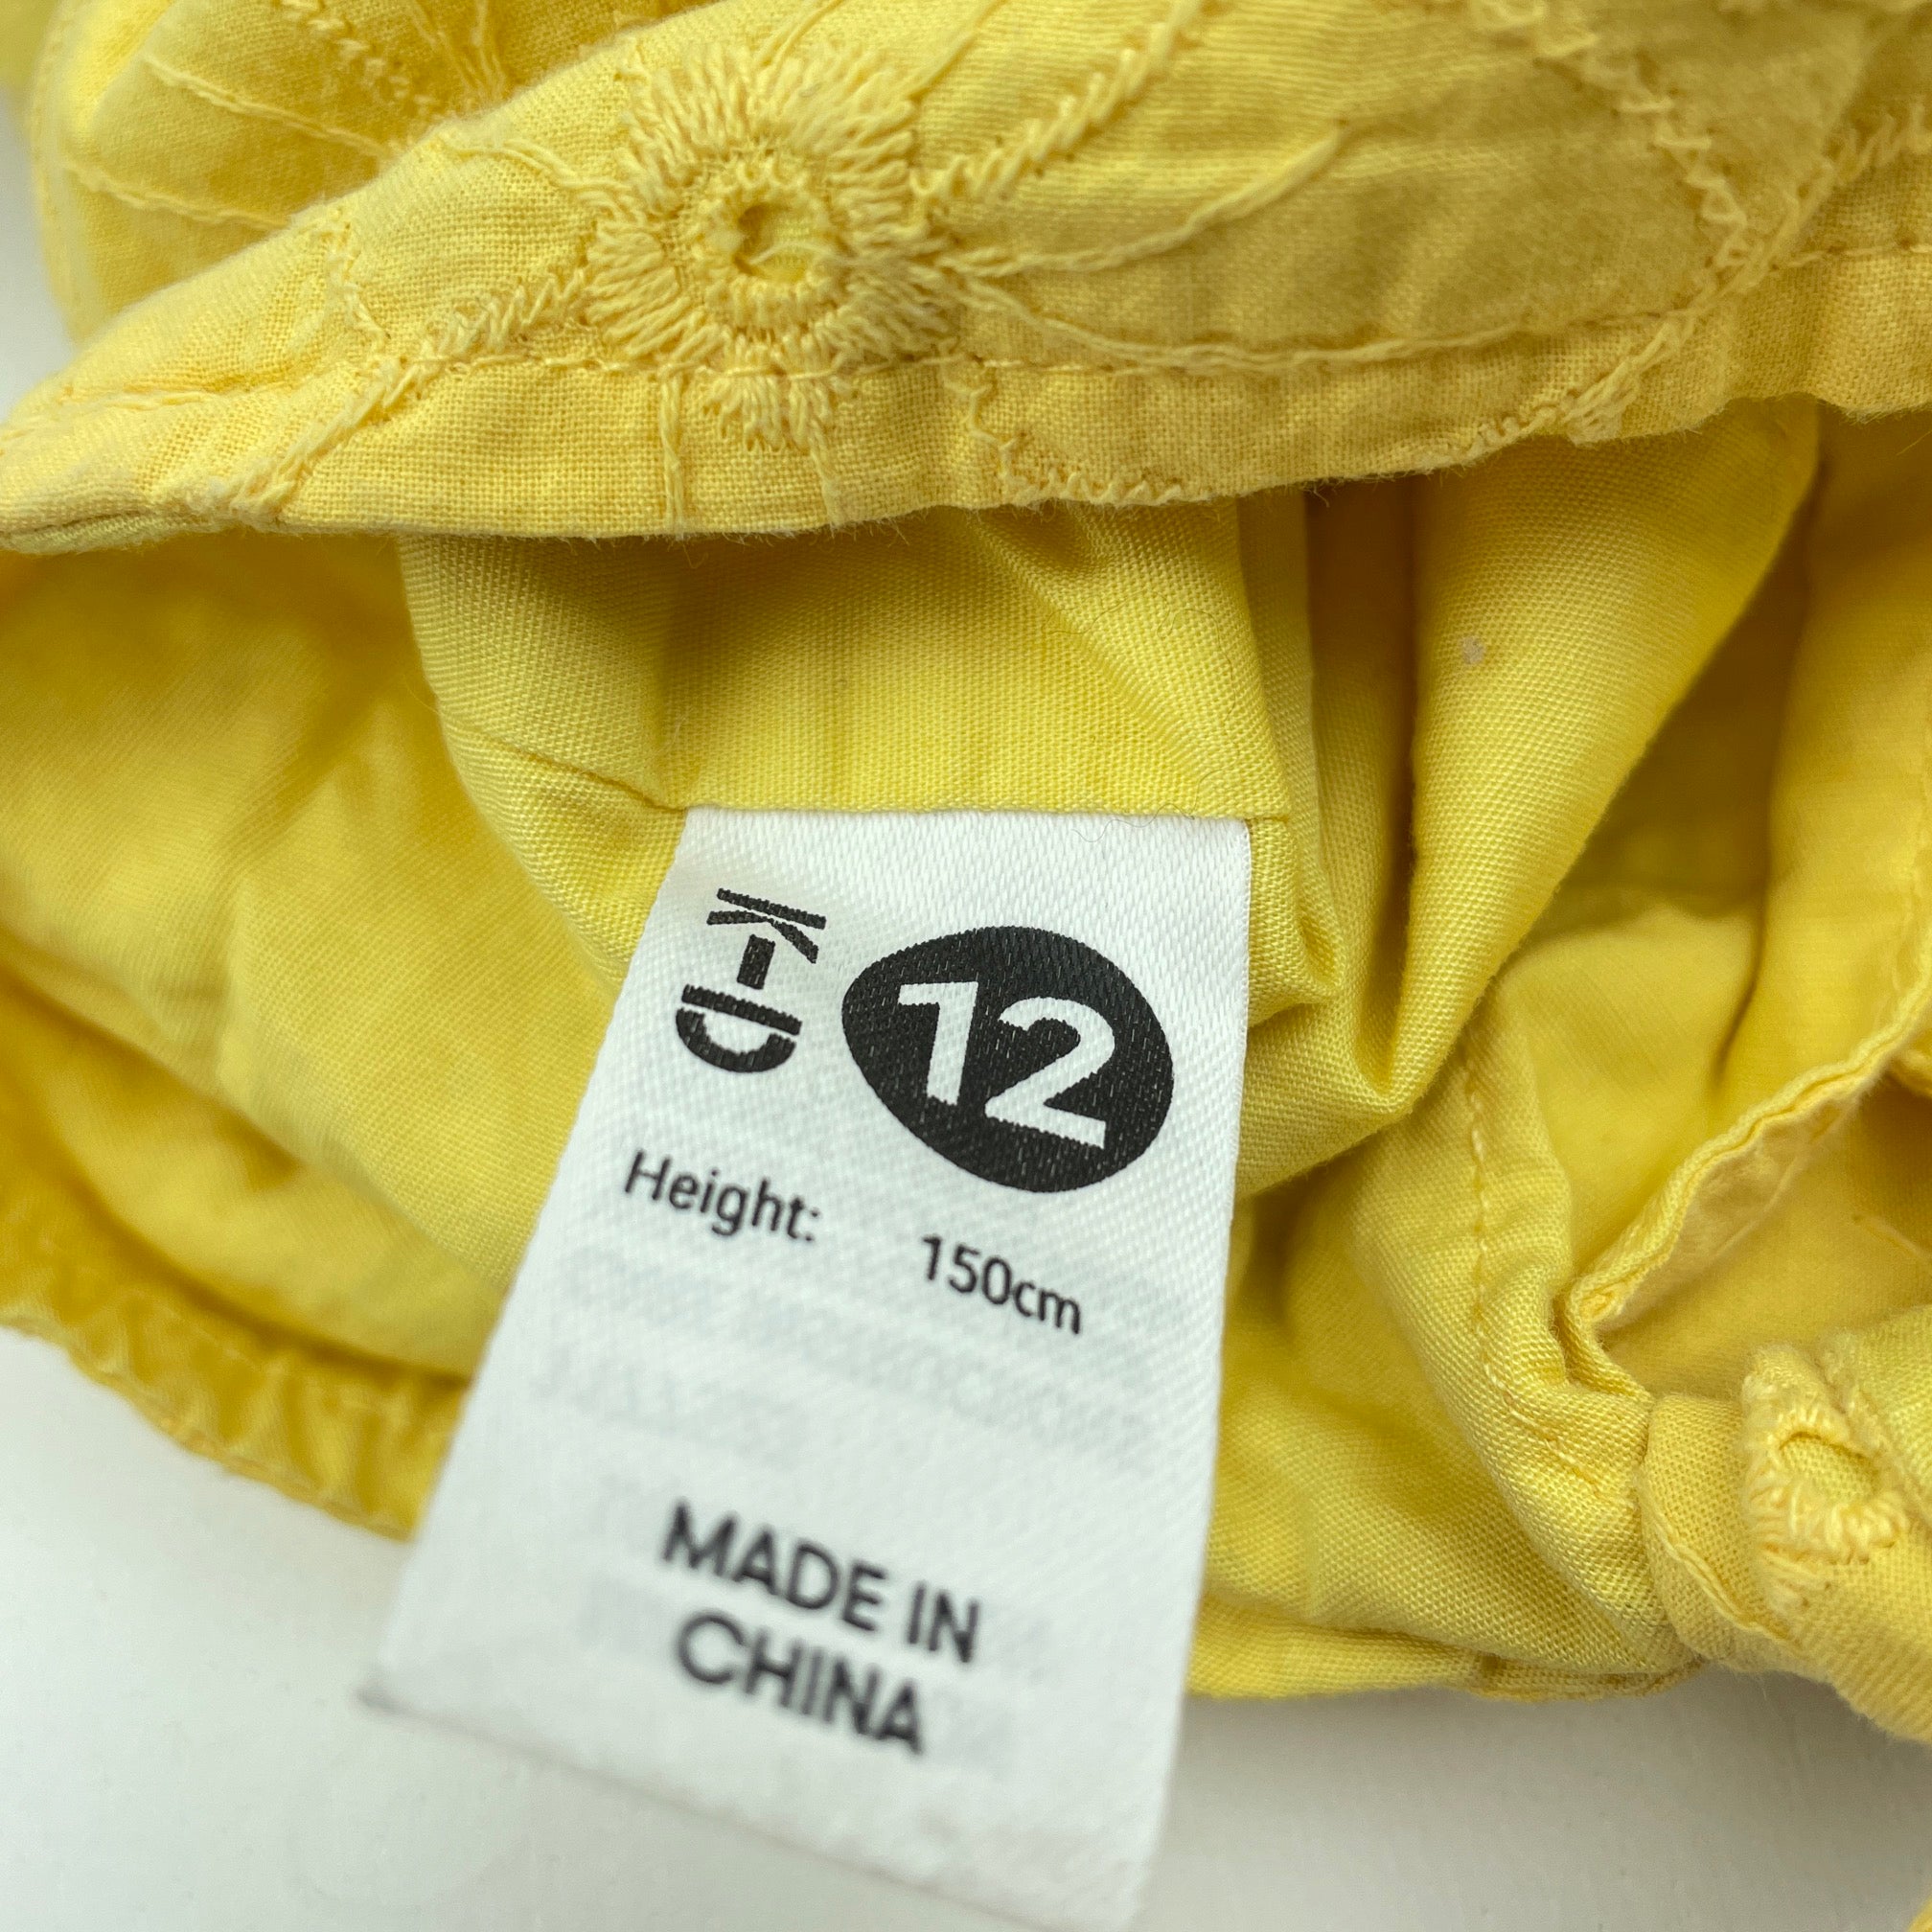 K-D
12
Height: 150cm
MADE IN
CHINA